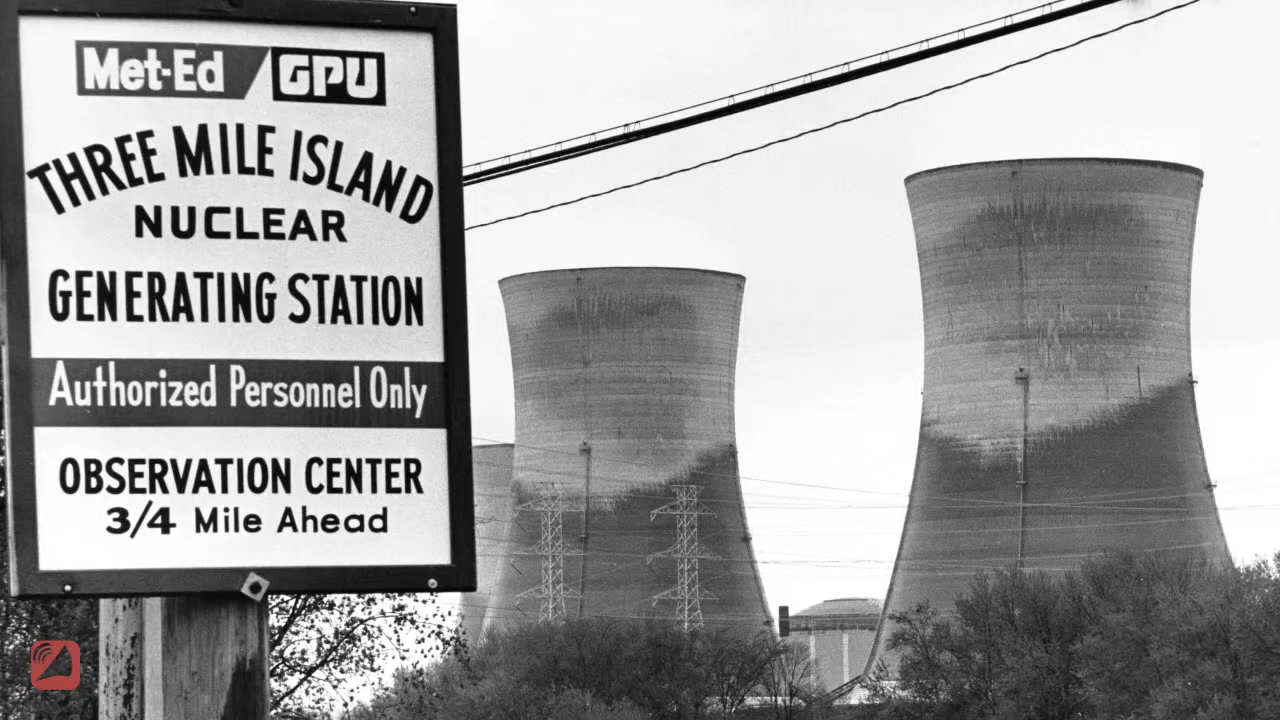 Met-Ed GPU
THREE MILE ISLAND
NUCLEAR
GENERATING STATION
Authorized Personnel Only
OBSERVATION CENTER
3/4 Mile Ahead